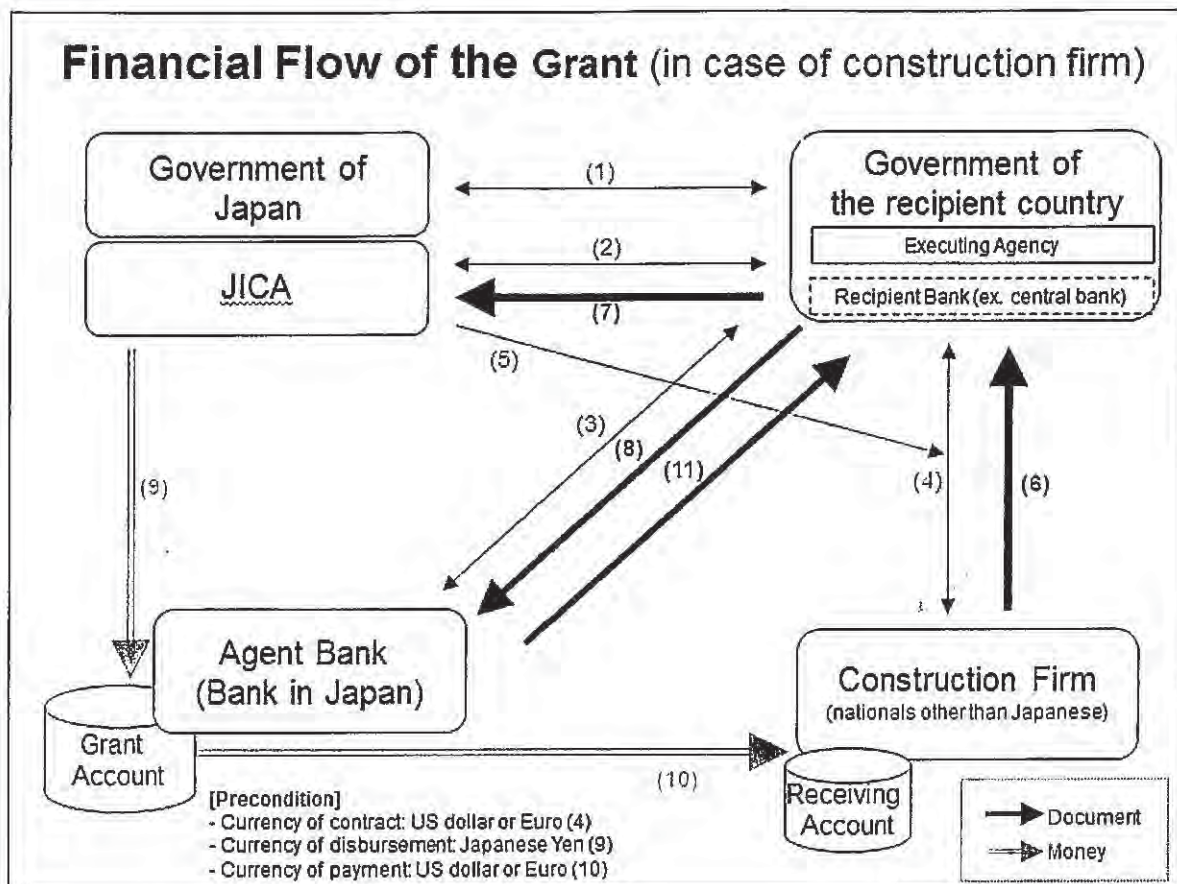 Financial Flow of the Grant (in case of construction firm)
Government of
Japan
JICA
Government of
the recipient country
Executing Agency
Recipient Bank (ex. central bank)
(1)
(2)
(7)
(5)
(3)
(8)
(11)
(4)
(6)
(9)
Agent Bank
(Bank in Japan)
Grant
Account
Construction Firm
(nationals other than Japanese)
Receiving
Account
(10)
[Precondition]
- Currency of contract: US dollar or Euro (4)
- Currency of disbursement: Japanese Yen (9)
- Currency of payment: US dollar or Euro (10)
Document
Money